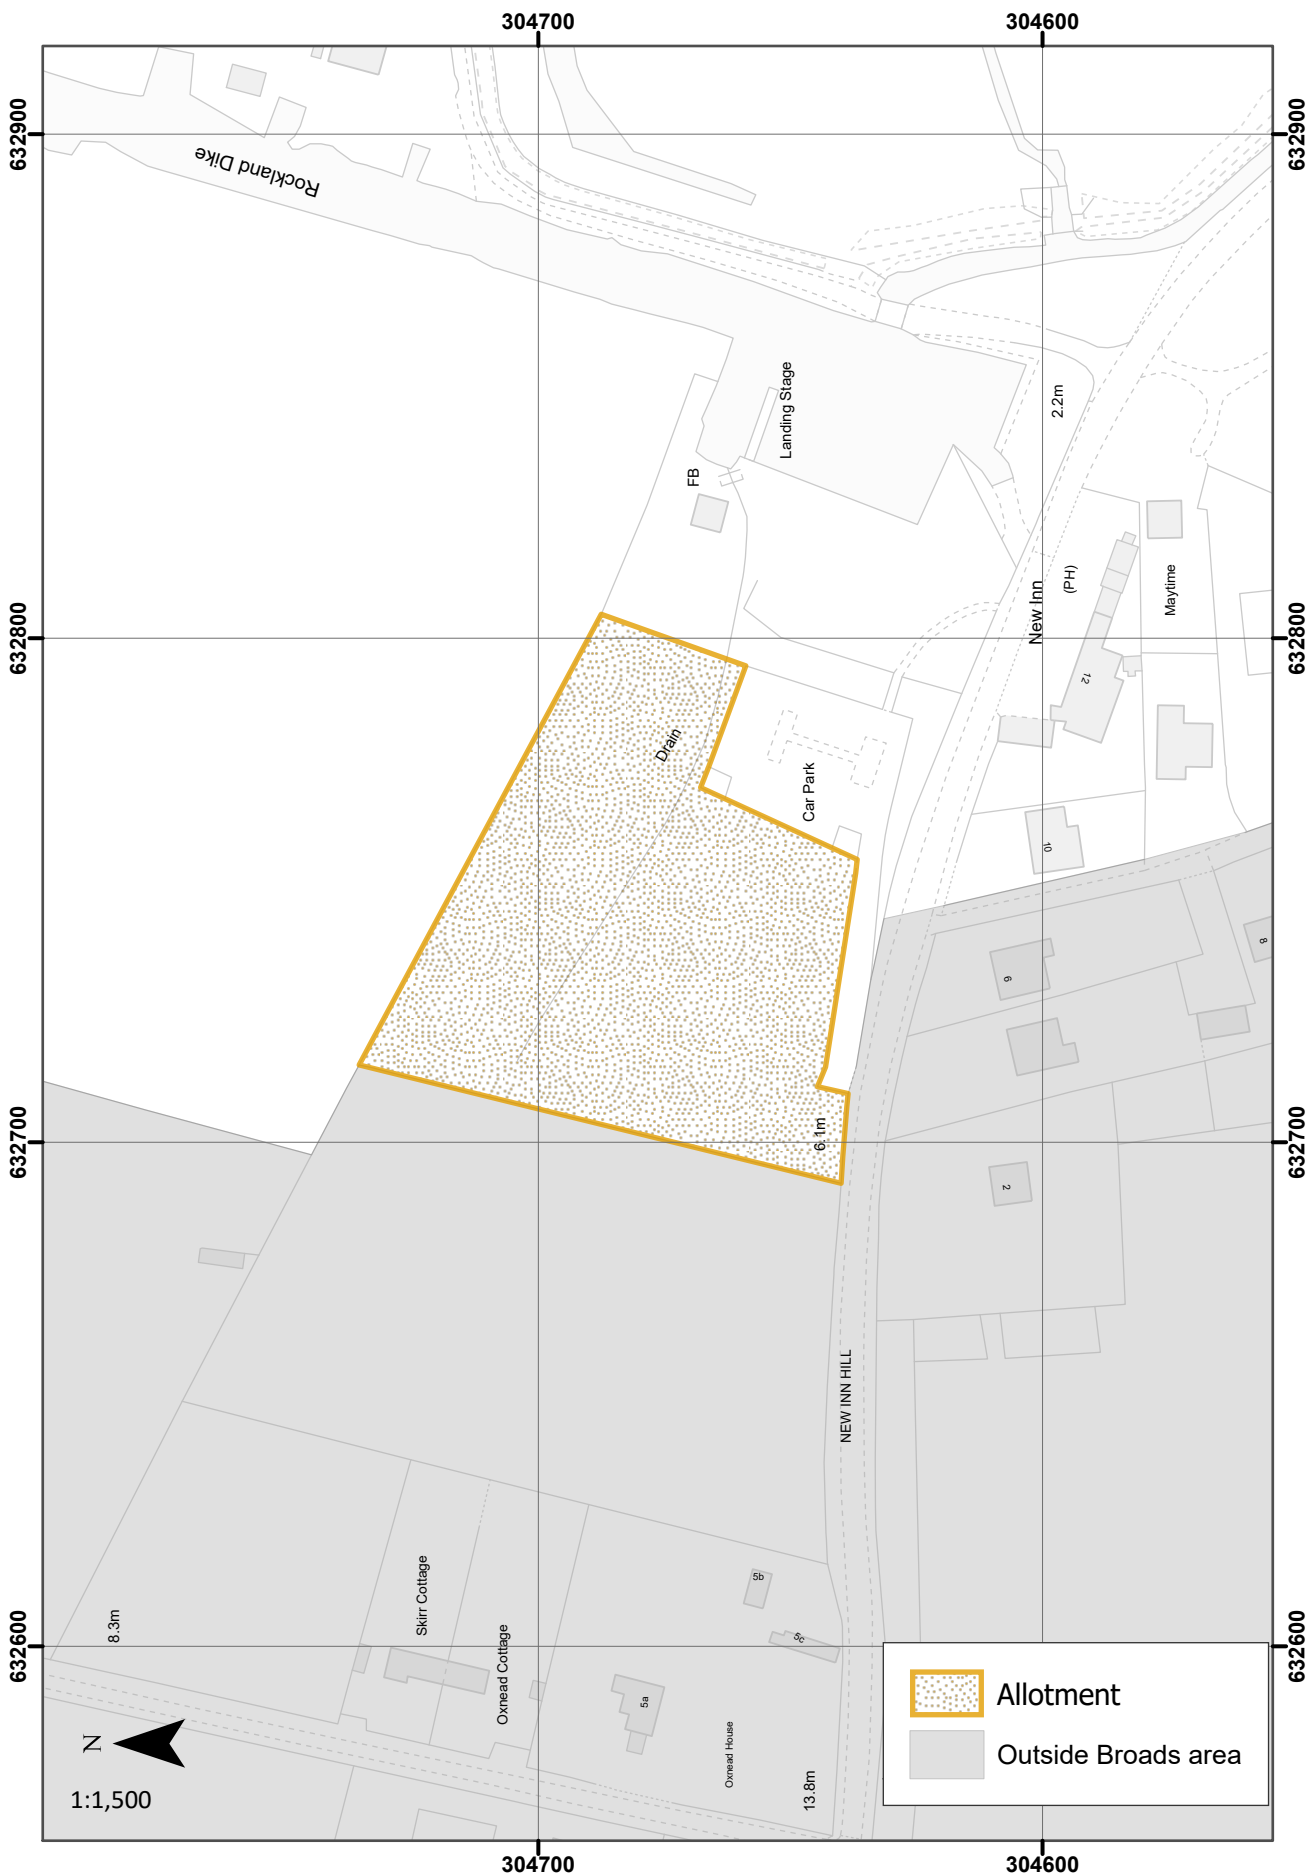 304700
304600
632900
632900
Rockland Dike
Landing Stage
2.2m
FB
New Inn
(PH)
Maytime
632800
632800
12
Drain
Car Park
10
8
6
6.1m
632700
632700
2
NEW INN HILL
Skirr Cottage
5b
8.3m
5c
632600
632600
Oxnead Cottage
5a
Oxnead House
13.8m
N
1:1,500
Allotment
Outside Broads area
304700
304600